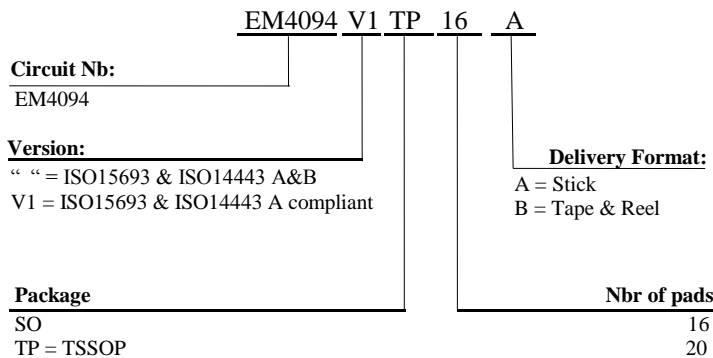 EM4094 V1 TP 16 A
Circuit Nb:
EM4094
Version:
“ “ = ISO15693 & ISO14443 A&B
V1 = ISO15693 & ISO14443 A compliant
Delivery Format:
A = Stick
B = Tape & Reel
Package
SO
TP = TSSOP
Nbr of pads
16
20